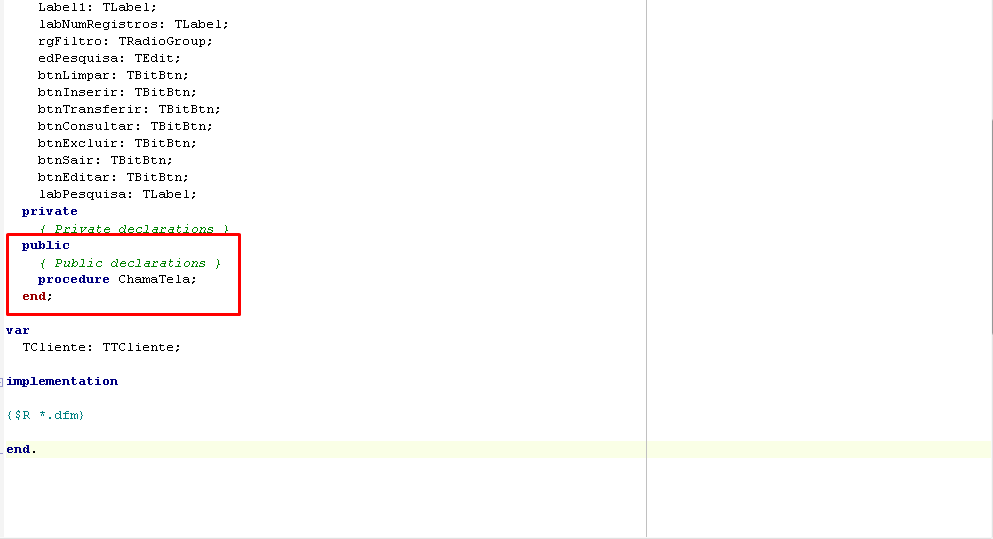 Label1: TLabel;
labNumRegistros: TLabel;
rgFiltro: TRadioGroup;
edPesquisa: TEdit;
btnLimpar: TBitBtn;
btnInserir: TBitBtn;
btnTransferir: TBitBtn;
btnConsultar: TBitBtn;
btnExcluir: TBitBtn;
btnSair: TBitBtn;
btnEditar: TBitBtn;
labPesquisa: TLabel;
private
{ Private declarations }
public
{ Public declarations }
procedure ChamaTela;
end;
var
TCliente: TTCliente;
implementation
{$R *.dfm}
end.